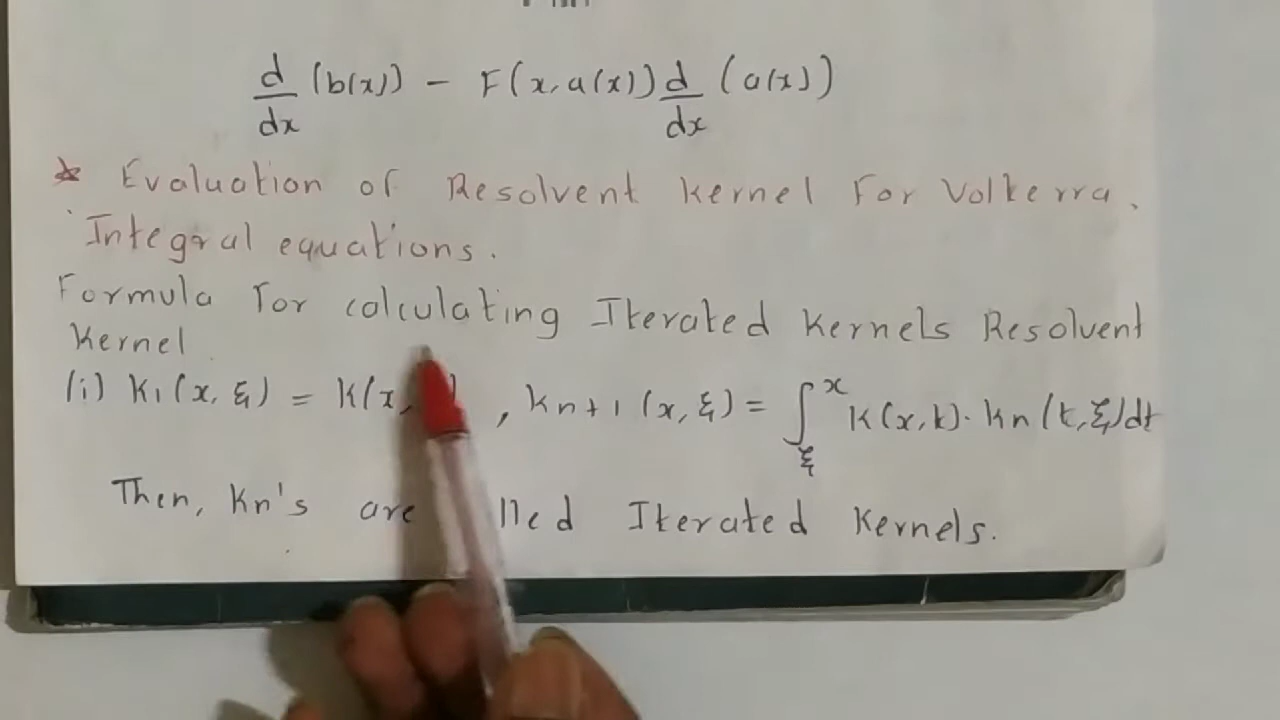 d/dx (b(x)) - F(x, a(x)) d/dx (a(x))
* Evaluation of Resolvent Kernel For Volterra
Integral equations.
Formula for calculating Iterated Kernels Resolvent
Kernel
(i) K1(x, ξ) = K(x, , Kn+1 (x, ξ) = ∫_ξ^x K(x, t)· Kn (t, ξ)dt
Then, Kn's are lled Iterated Kernels.